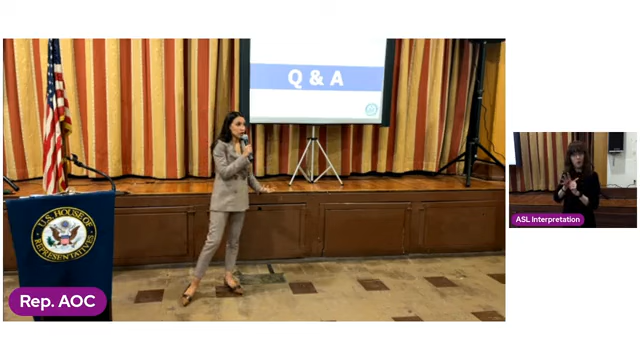 Q & A
U.S. HOUSE OF
REPRESENTATIVES
Rep. AOC
ASL Interpretation